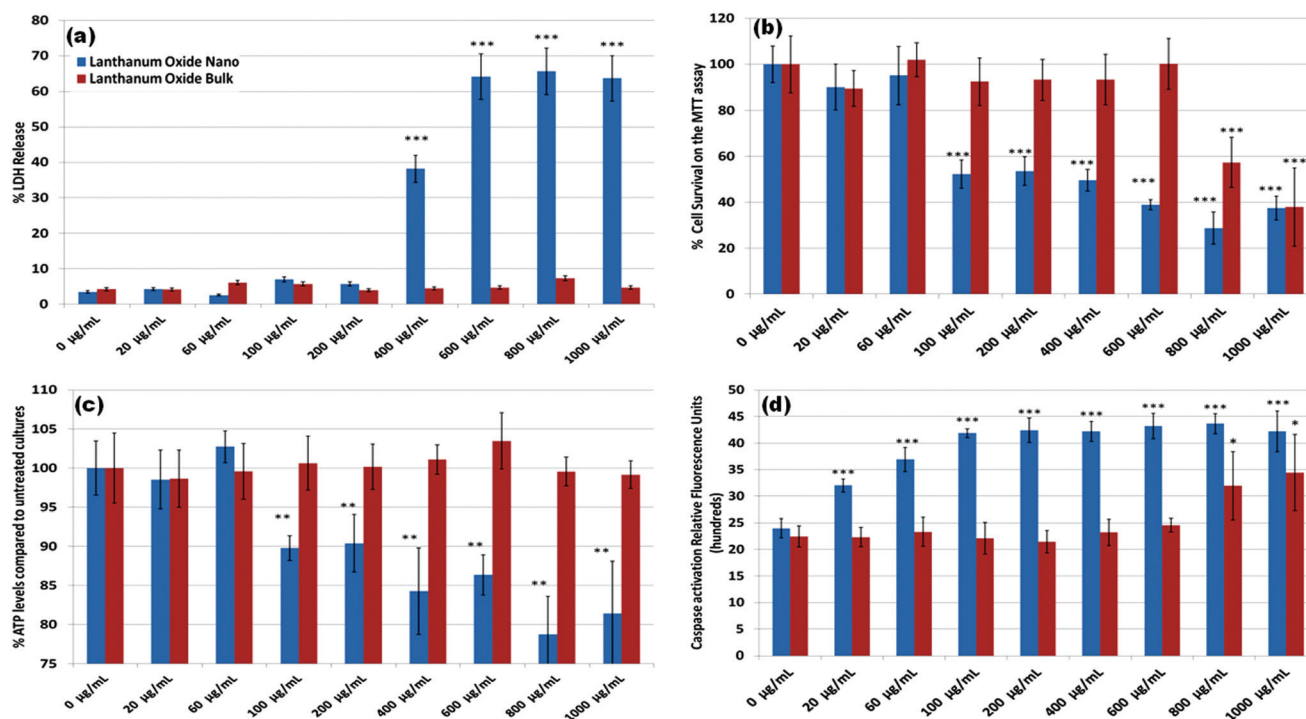 (a)
Lanthanum Oxide Nano
Lanthanum Oxide Bulk
% LDH Release
80
70
60
50
40
30
20
10
0
***
***
***
***
0 µg/mL
20 µg/mL
60 µg/mL
100 µg/mL
200 µg/mL
400 µg/mL
600 µg/mL
800 µg/mL
1000 µg/mL
(b)
% Cell Survival on the MTT assay
120
100
80
60
40
20
0
***
***
***
***
***
***
***
***
0 µg/mL
20 µg/mL
60 µg/mL
100 µg/mL
200 µg/mL
400 µg/mL
600 µg/mL
800 µg/mL
1000 µg/mL
(c)
% ATP levels compared to untreated cultures
110
105
100
95
90
85
80
75
**
**
**
**
**
**
0 µg/mL
20 µg/mL
60 µg/mL
100 µg/mL
200 µg/mL
400 µg/mL
600 µg/mL
800 µg/mL
1000 µg/mL
(d)
Caspase activation Relative Fluorescence Units
(hundreds)
50
45
40
35
30
25
20
15
10
5
0
***
***
***
***
***
***
***
*
***
*
0 µg/mL
20 µg/mL
60 µg/mL
100 µg/mL
200 µg/mL
400 µg/mL
600 µg/mL
800 µg/mL
1000 µg/mL